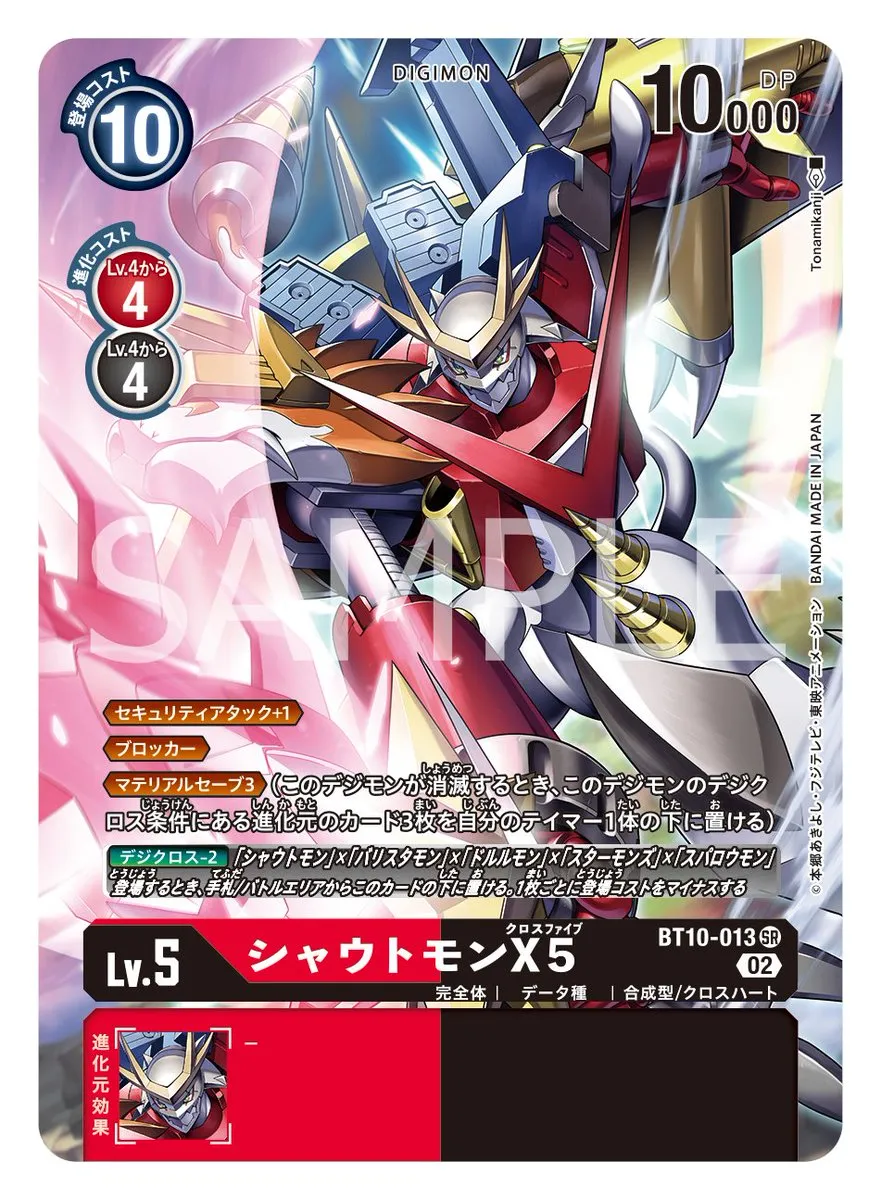 DIGIMON
登場コスト
10
DP
10000
進化コスト
Lv.4から
4
Lv.4から
4
Tonamikanji
SAMPLE
セキュリティアタック+1
ブロッカー
マテリアルセーブ3 (このデジモンが消滅するとき、このデジモンのデジク
ロス条件にある進化元のカード3枚を自分のテイマー1体の下に置ける)
デジクロス-2 「シャウトモン」×「バリスタモン」×「ドルルモン」×「スターモンズ」×「スパロウモン」
登場するとき、手札/バトルエリアからこのカードの下に置ける。1枚ごとに登場コストをマイナスする
©本郷あきよし・フジテレビ・東映アニメーション BANDAI MADE IN JAPAN
Lv.5
クロスファイブ
シャウトモンX5
BT10-013 SR
02
完全体 | データ種 | 合成型/クロスハート
進化元効果
-